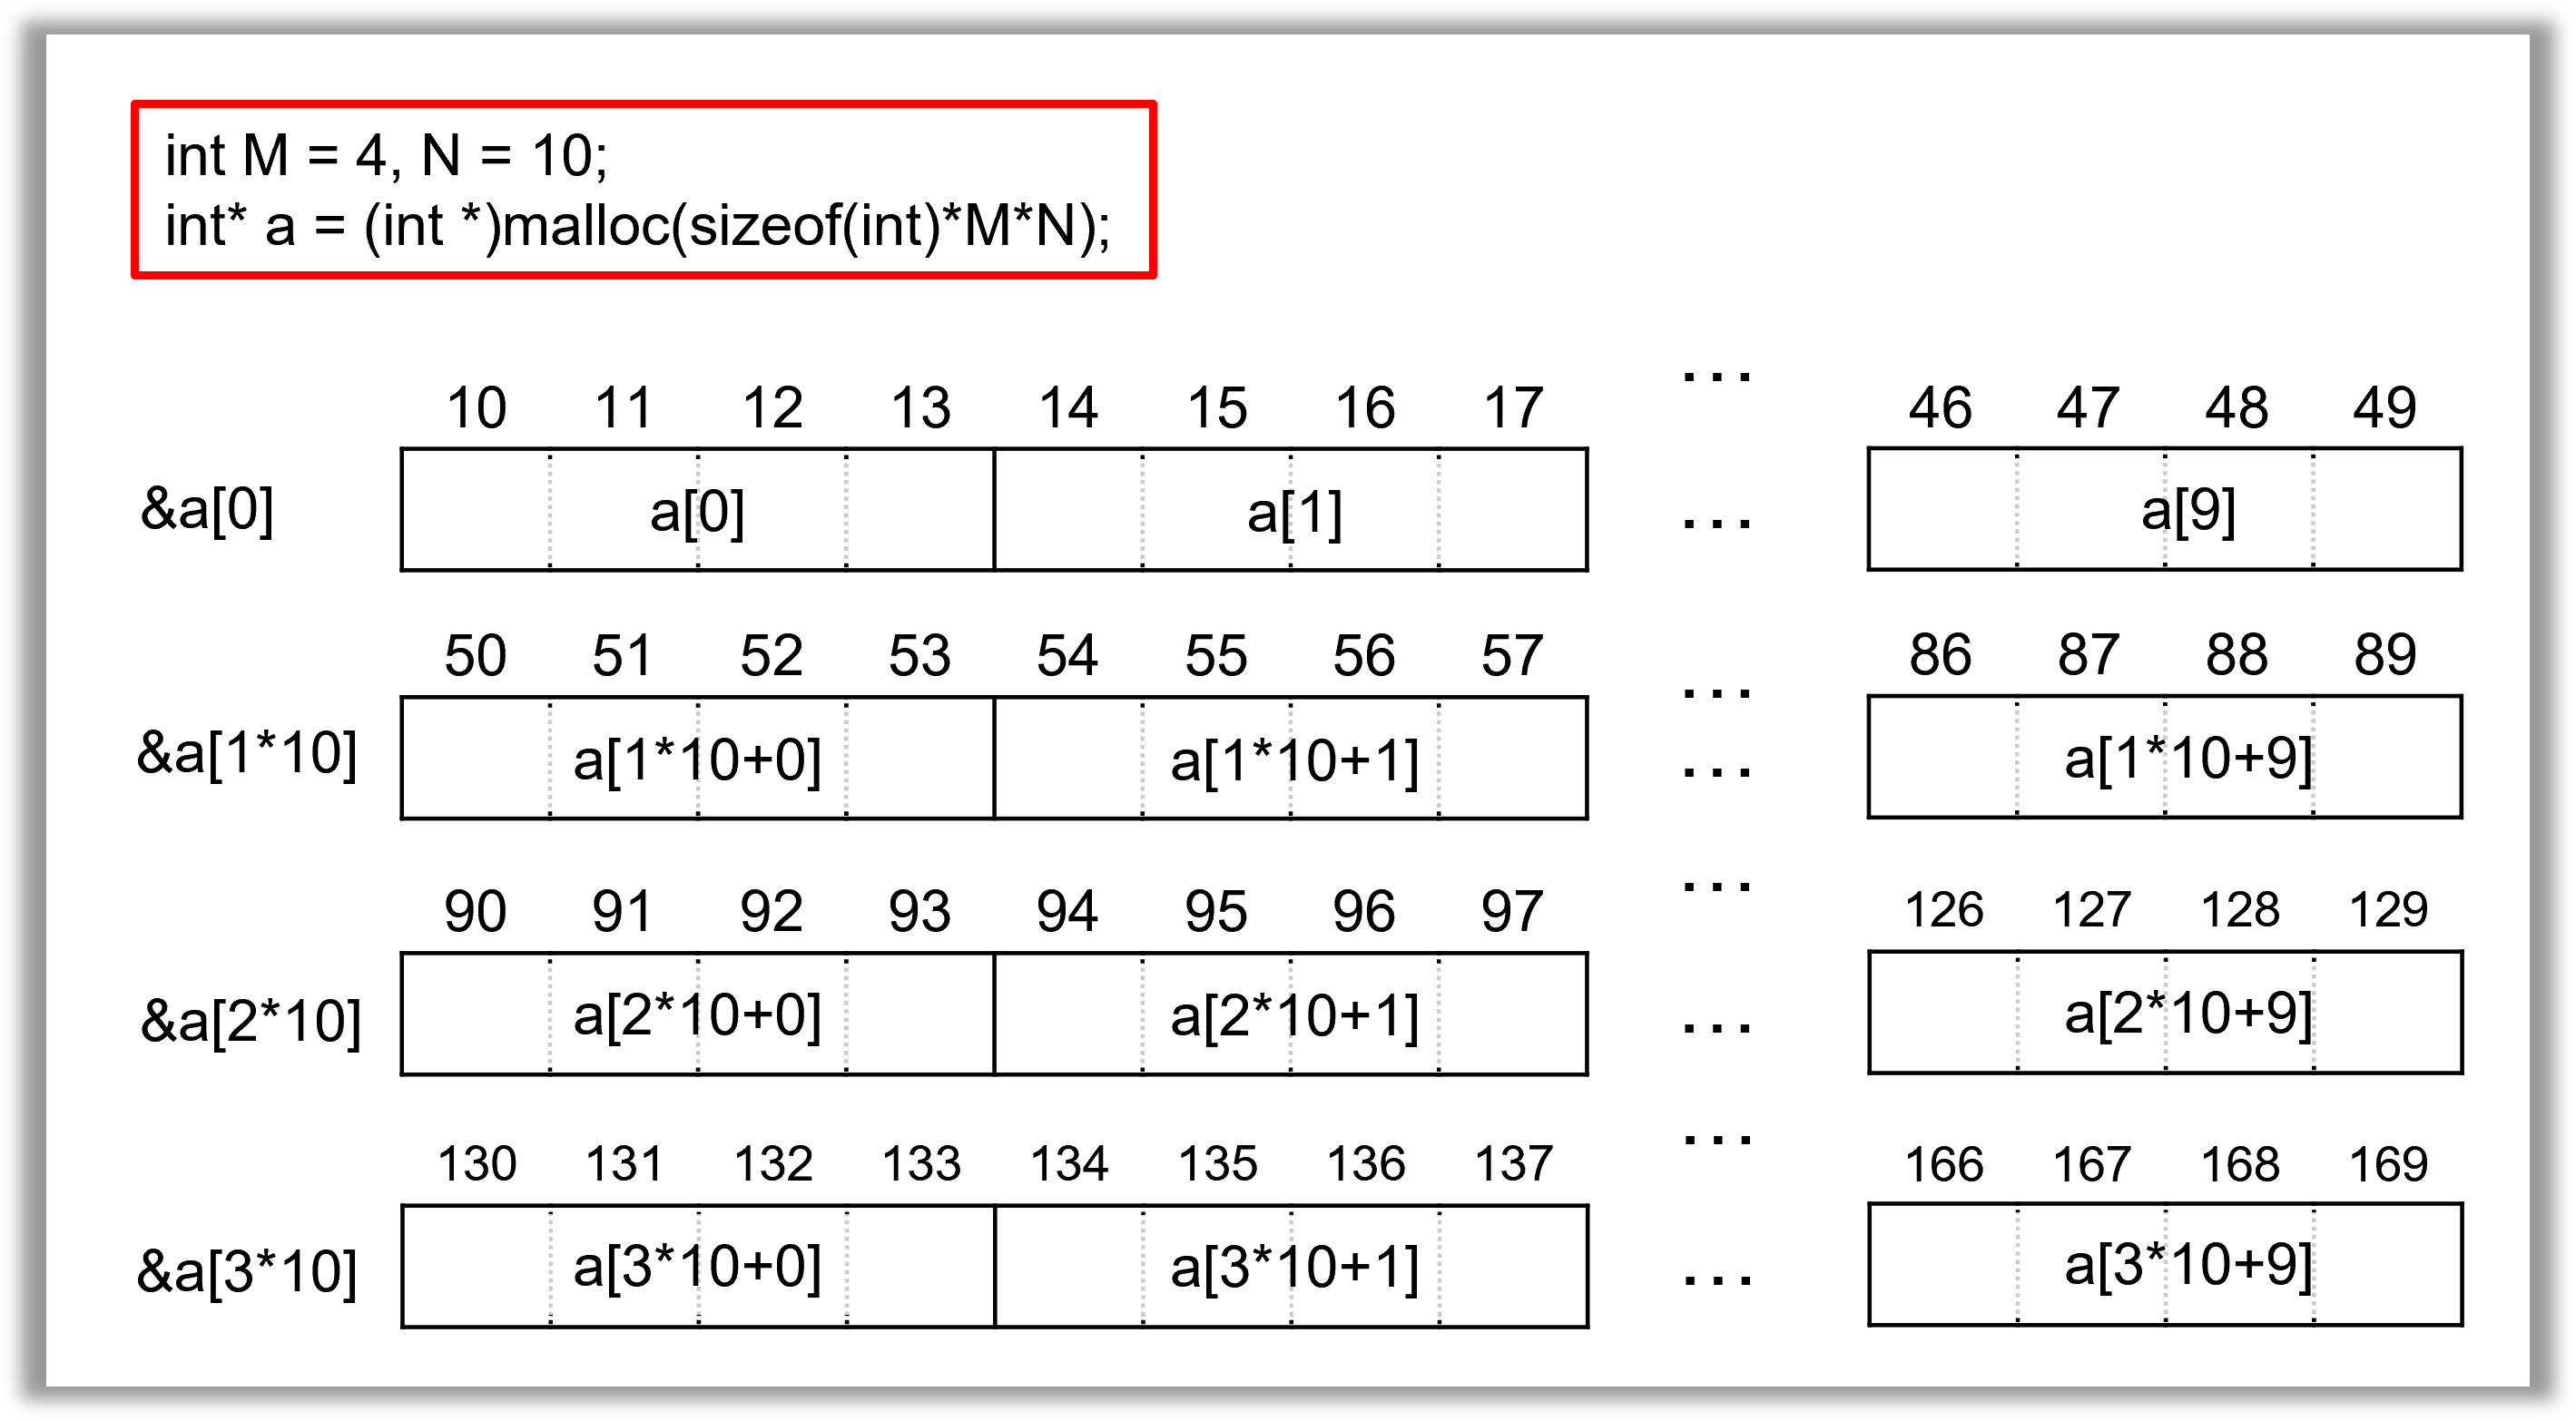 int M = 4, N = 10;
int* a = (int *)malloc(sizeof(int)*M*N);
10 11 12 13 14 15 16 17 ... 46 47 48 49
&a[0] a[0] a[1] ... a[9]
50 51 52 53 54 55 56 57 ... 86 87 88 89
&a[1*10] a[1*10+0] a[1*10+1] ... a[1*10+9]
90 91 92 93 94 95 96 97 ... 126 127 128 129
&a[2*10] a[2*10+0] a[2*10+1] ... a[2*10+9]
130 131 132 133 134 135 136 137 ... 166 167 168 169
&a[3*10] a[3*10+0] a[3*10+1] ... a[3*10+9]